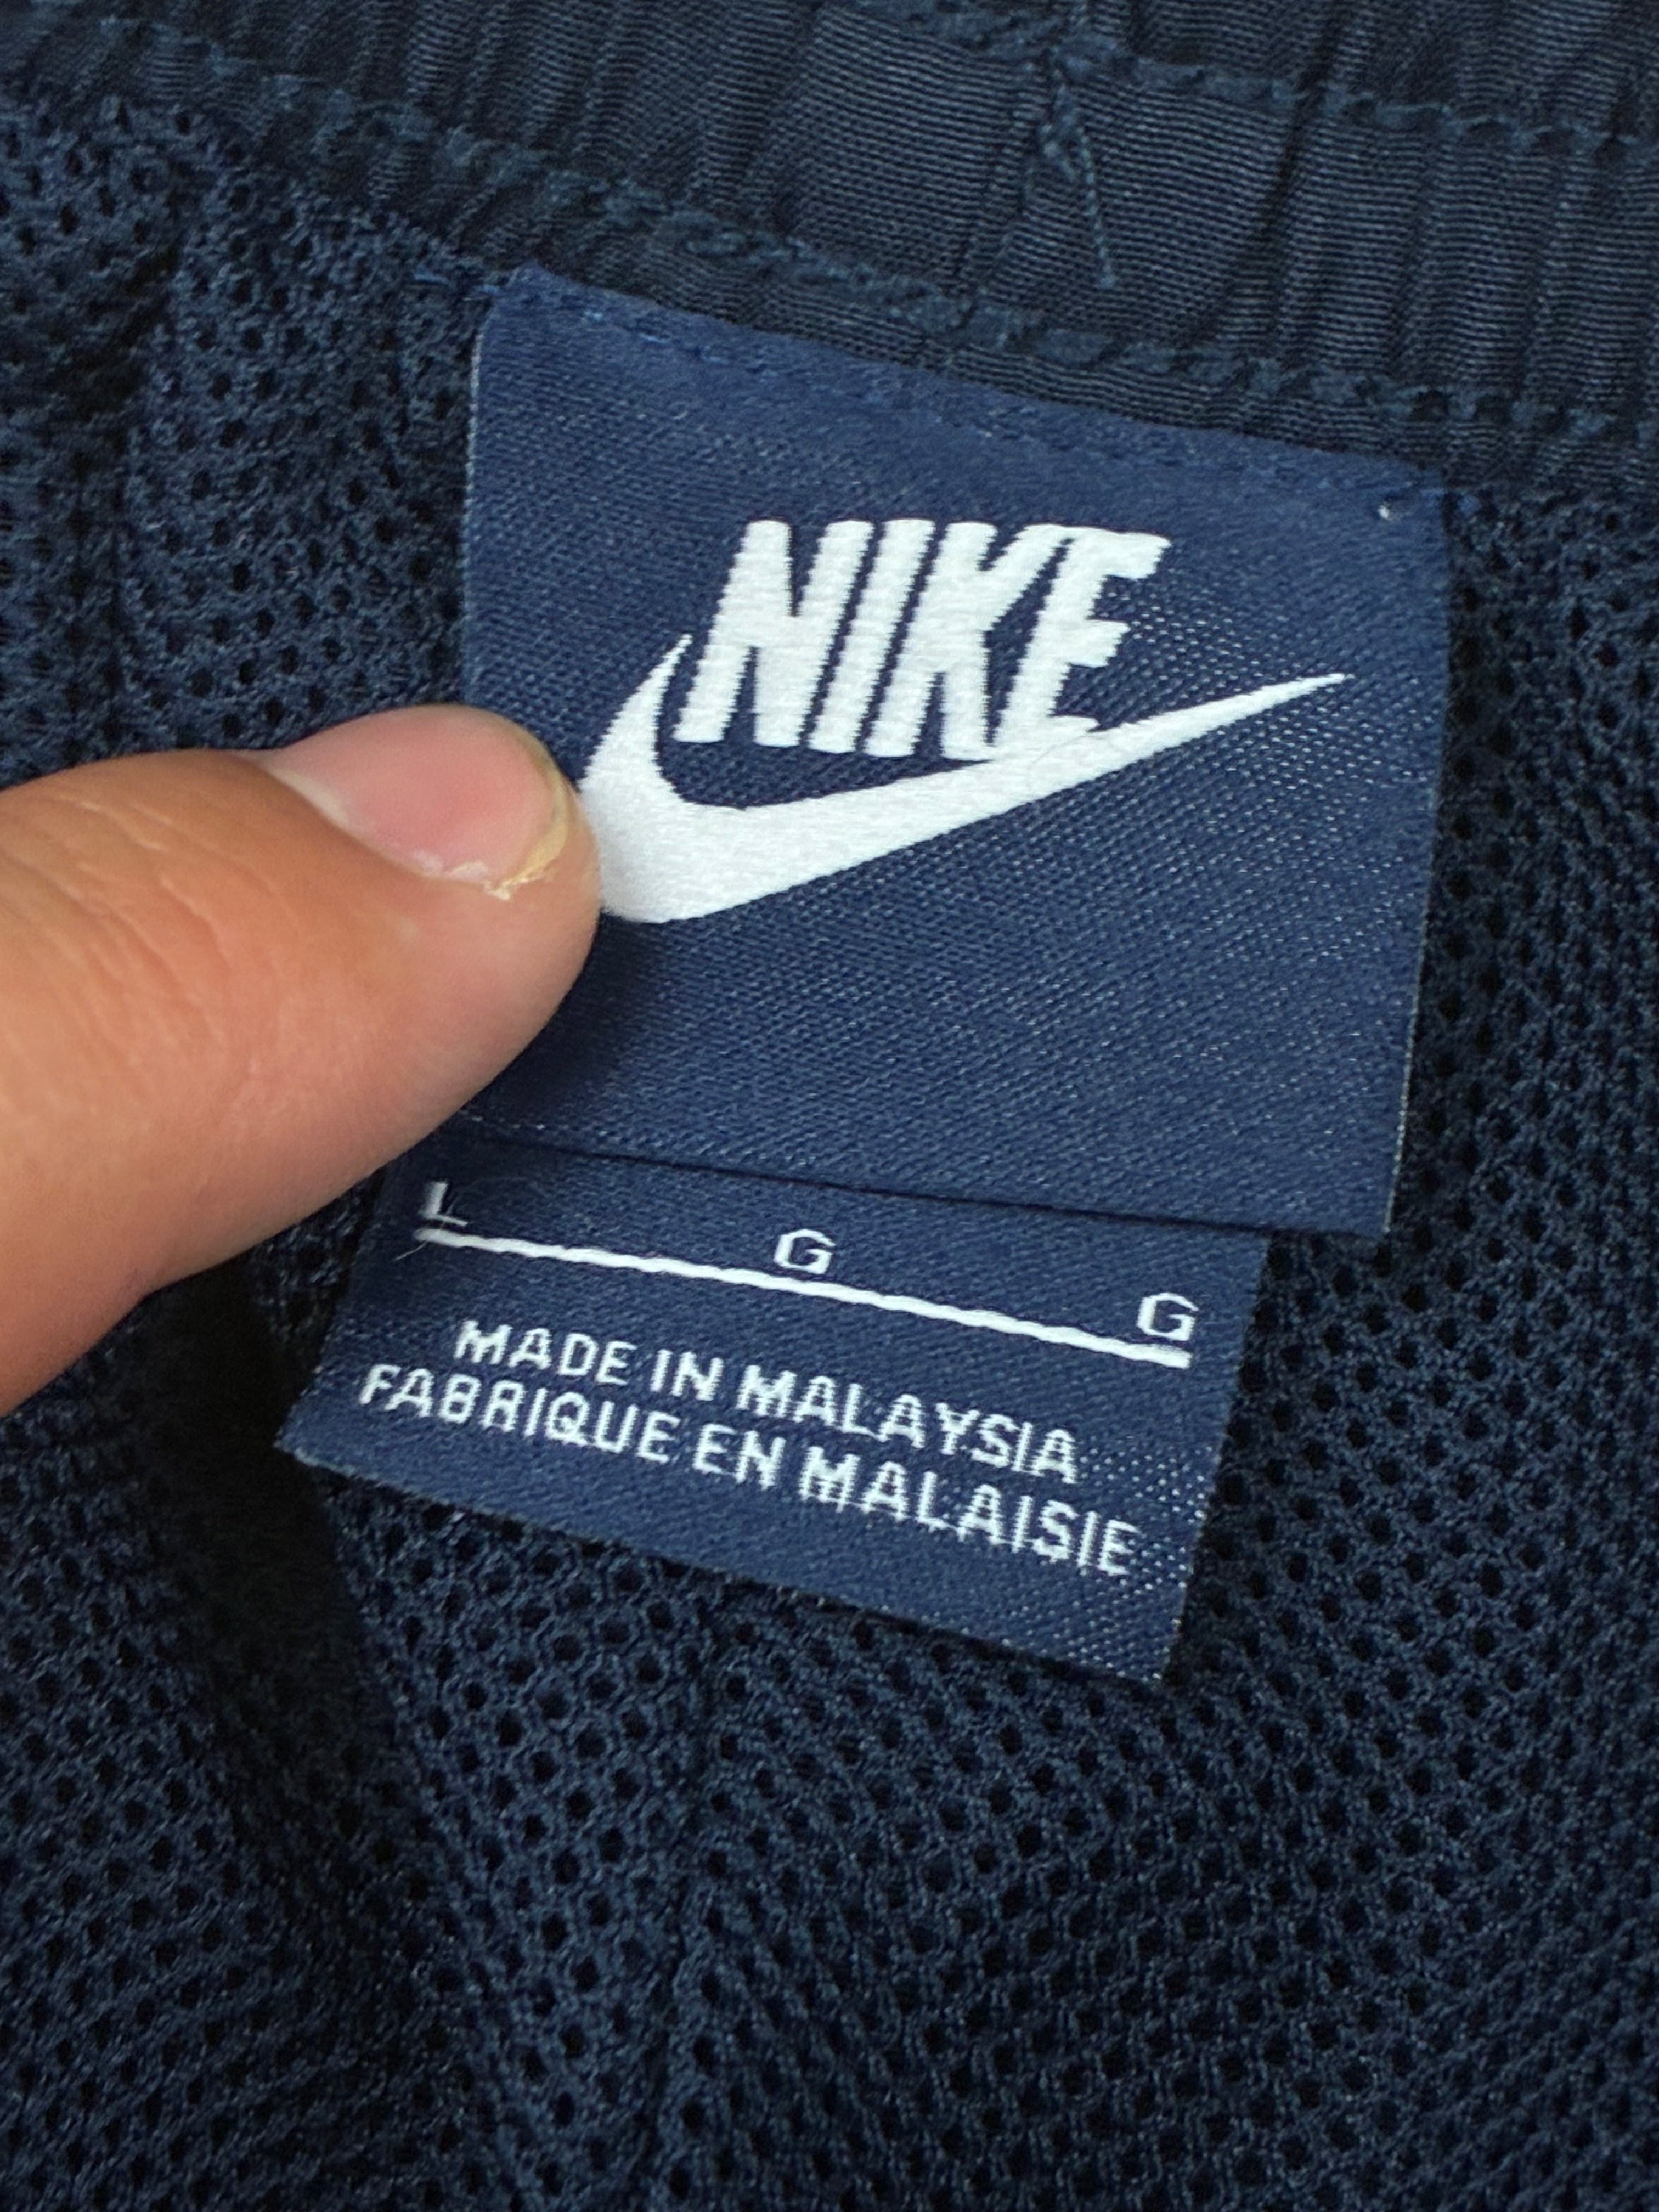 NIKE
L G G
MADE IN MALAYSIA
FABRIQUE EN MALAISIE